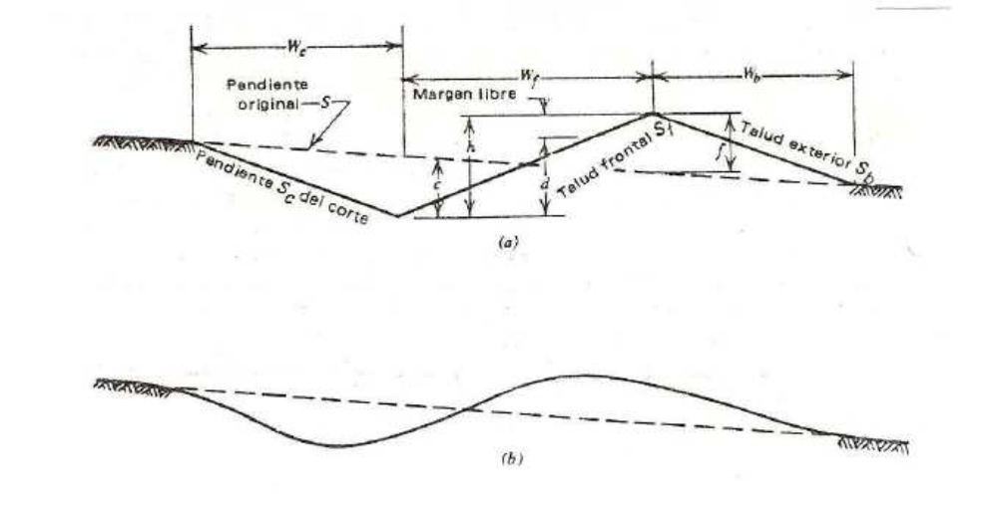 W_c
W_f
W_b
Pendiente
original—S
Margen libre
h
c
d
f
Pendiente S_c del corte
Talud frontal S_f
Talud exterior S_b
(a)
(b)